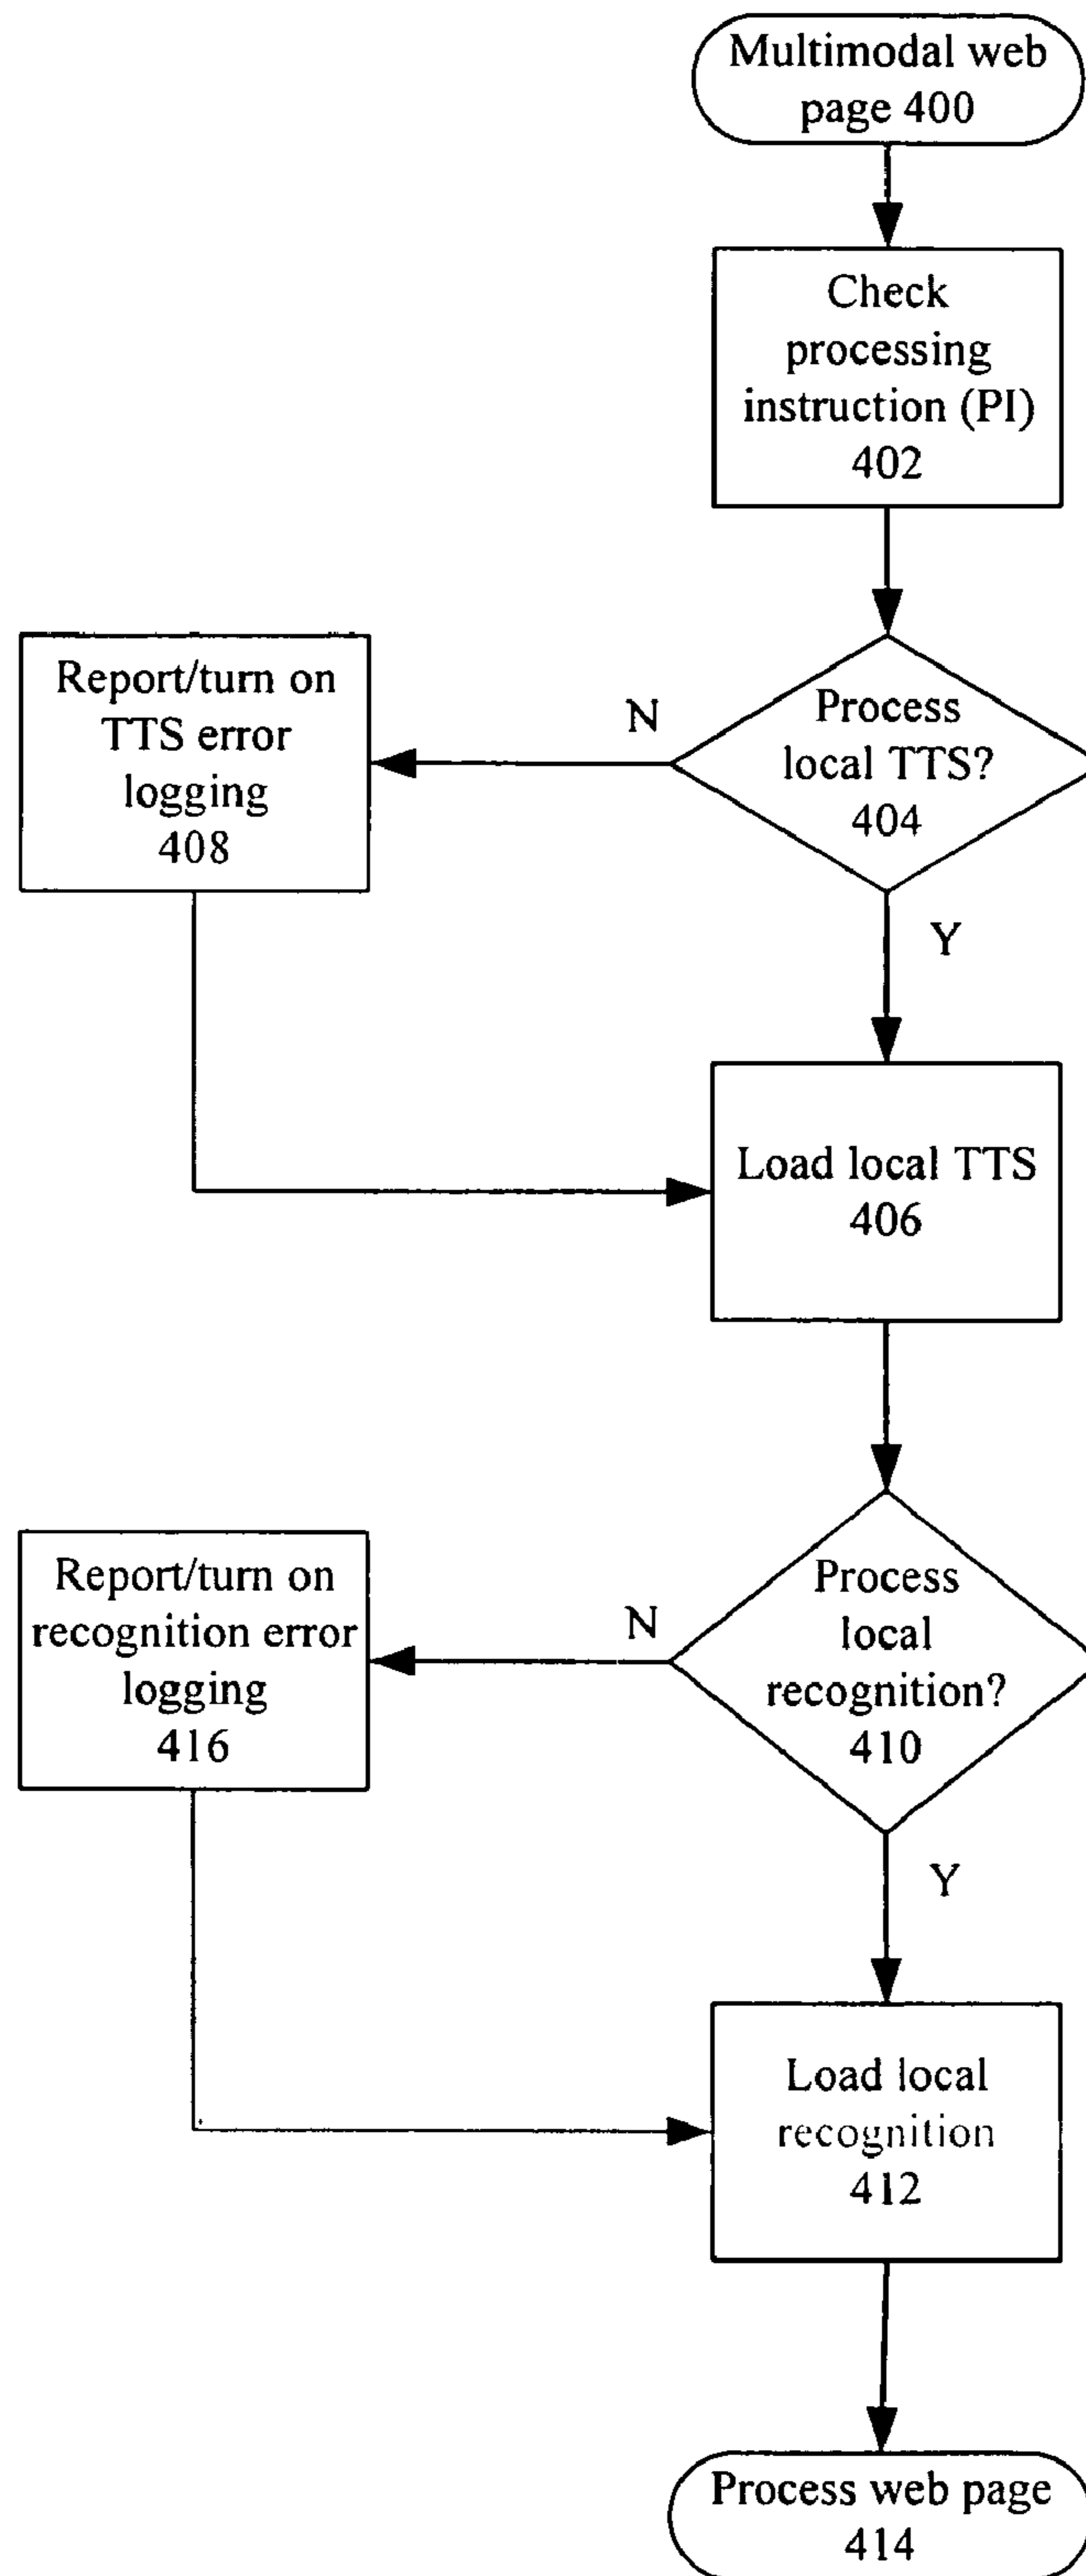 Multimodal web
page 400
Check
processing
instruction (PI)
402
Process
local TTS?
404
N
Y
Report/turn on
TTS error
logging
408
Load local TTS
406
Process
local
recognition?
410
N
Y
Report/turn on
recognition error
logging
416
Load local
recognition
412
Process web page
414